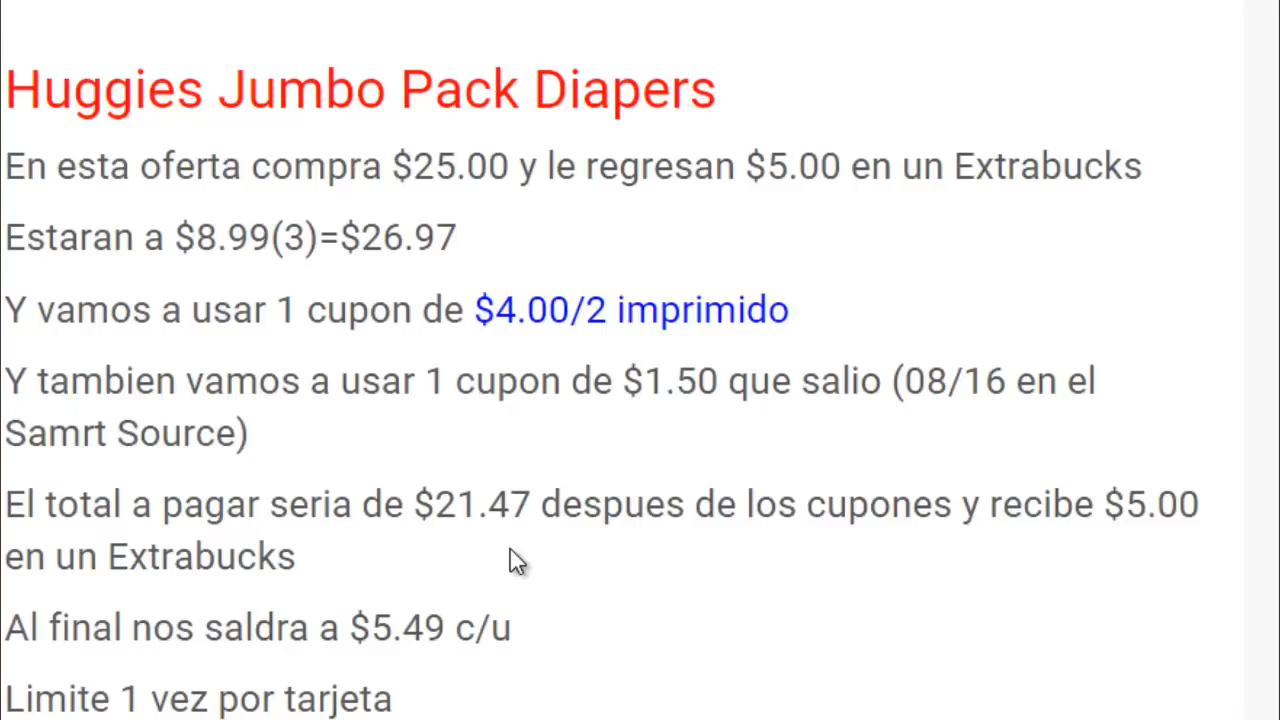 Huggies Jumbo Pack Diapers
En esta oferta compra $25.00 y le regresan $5.00 en un Extrabucks
Estaran a $8.99(3)=$26.97
Y vamos a usar 1 cupon de $4.00/2 imprimido
Y tambien vamos a usar 1 cupon de $1.50 que salio (08/16 en el
Samrt Source)
El total a pagar seria de $21.47 despues de los cupones y recibe $5.00
en un Extrabucks
Al final nos saldra a $5.49 c/u
Limite 1 vez por tarjeta